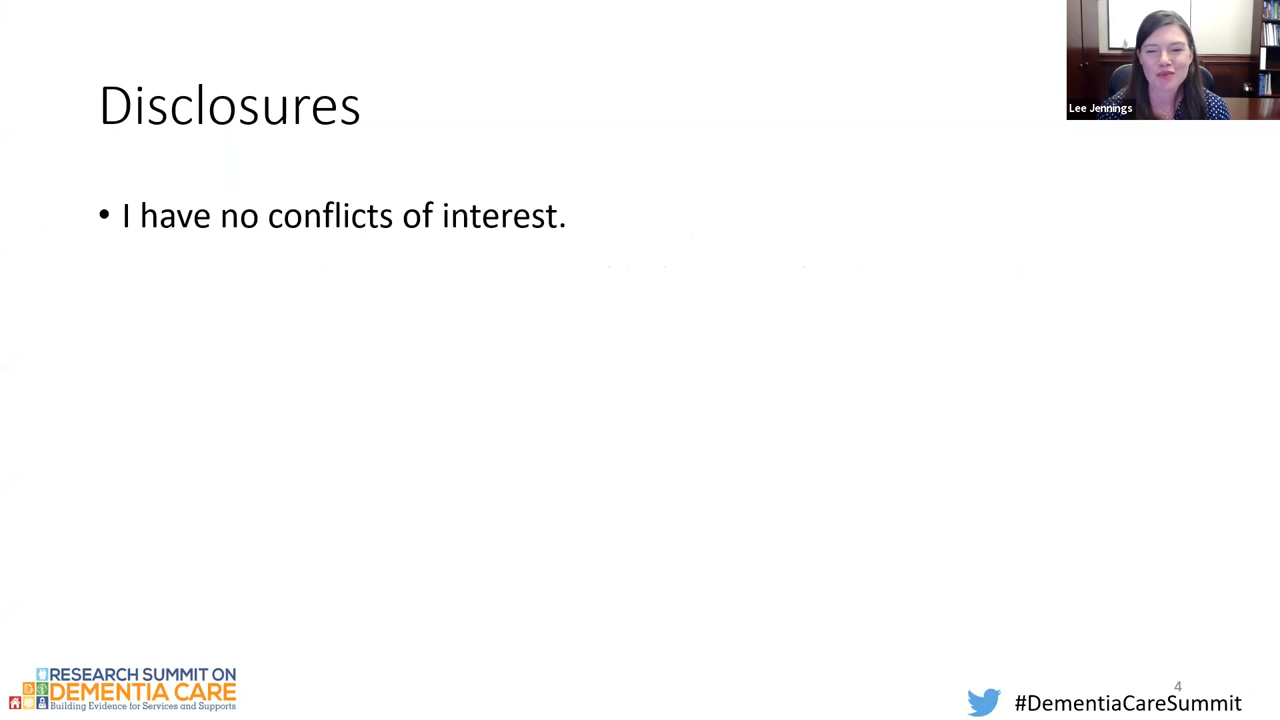 Disclosures
Lee Jennings
• I have no conflicts of interest.
RESEARCH SUMMIT ON
DEMENTIA CARE
Building Evidence for Services and Supports
4
#DementiaCareSummit